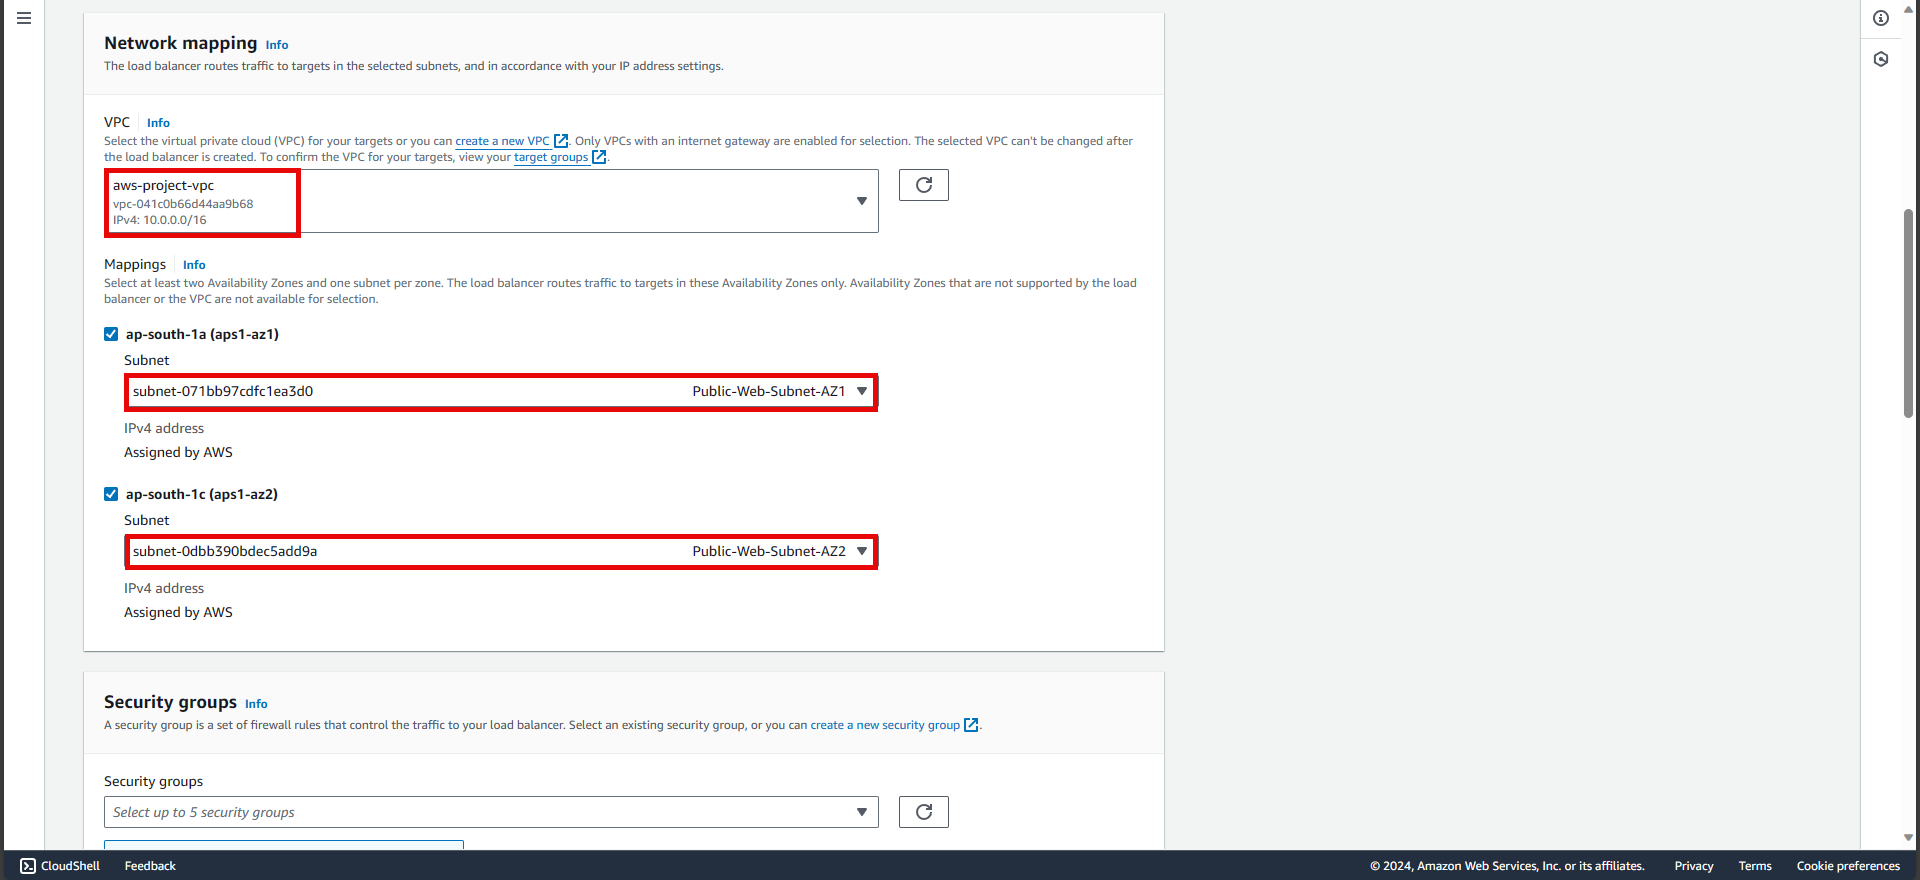 Network mapping Info
The load balancer routes traffic to targets in the selected subnets, and in accordance with your IP address settings.
VPC Info
Select the virtual private cloud (VPC) for your targets or you can create a new VPC. Only VPCs with an internet gateway are enabled for selection. The selected VPC can't be changed after
the load balancer is created. To confirm the VPC for your targets, view your target groups.
aws-project-vpc
vpc-041c0b66d44aa9b68
IPv4: 10.0.0.0/16
Mappings Info
Select at least two Availability Zones and one subnet per zone. The load balancer routes traffic to targets in these Availability Zones only. Availability Zones that are not supported by the load
balancer or the VPC are not available for selection.
ap-south-1a (aps1-az1)
Subnet
subnet-071bb97cdfc1ea3d0 Public-Web-Subnet-AZ1
IPv4 address
Assigned by AWS
ap-south-1c (aps1-az2)
Subnet
subnet-0dbb390bdec5add9a Public-Web-Subnet-AZ2
IPv4 address
Assigned by AWS
Security groups Info
A security group is a set of firewall rules that control the traffic to your load balancer. Select an existing security group, or you can create a new security group.
Security groups
Select up to 5 security groups
CloudShell Feedback © 2024, Amazon Web Services, Inc. or its affiliates. Privacy Terms Cookie preferences